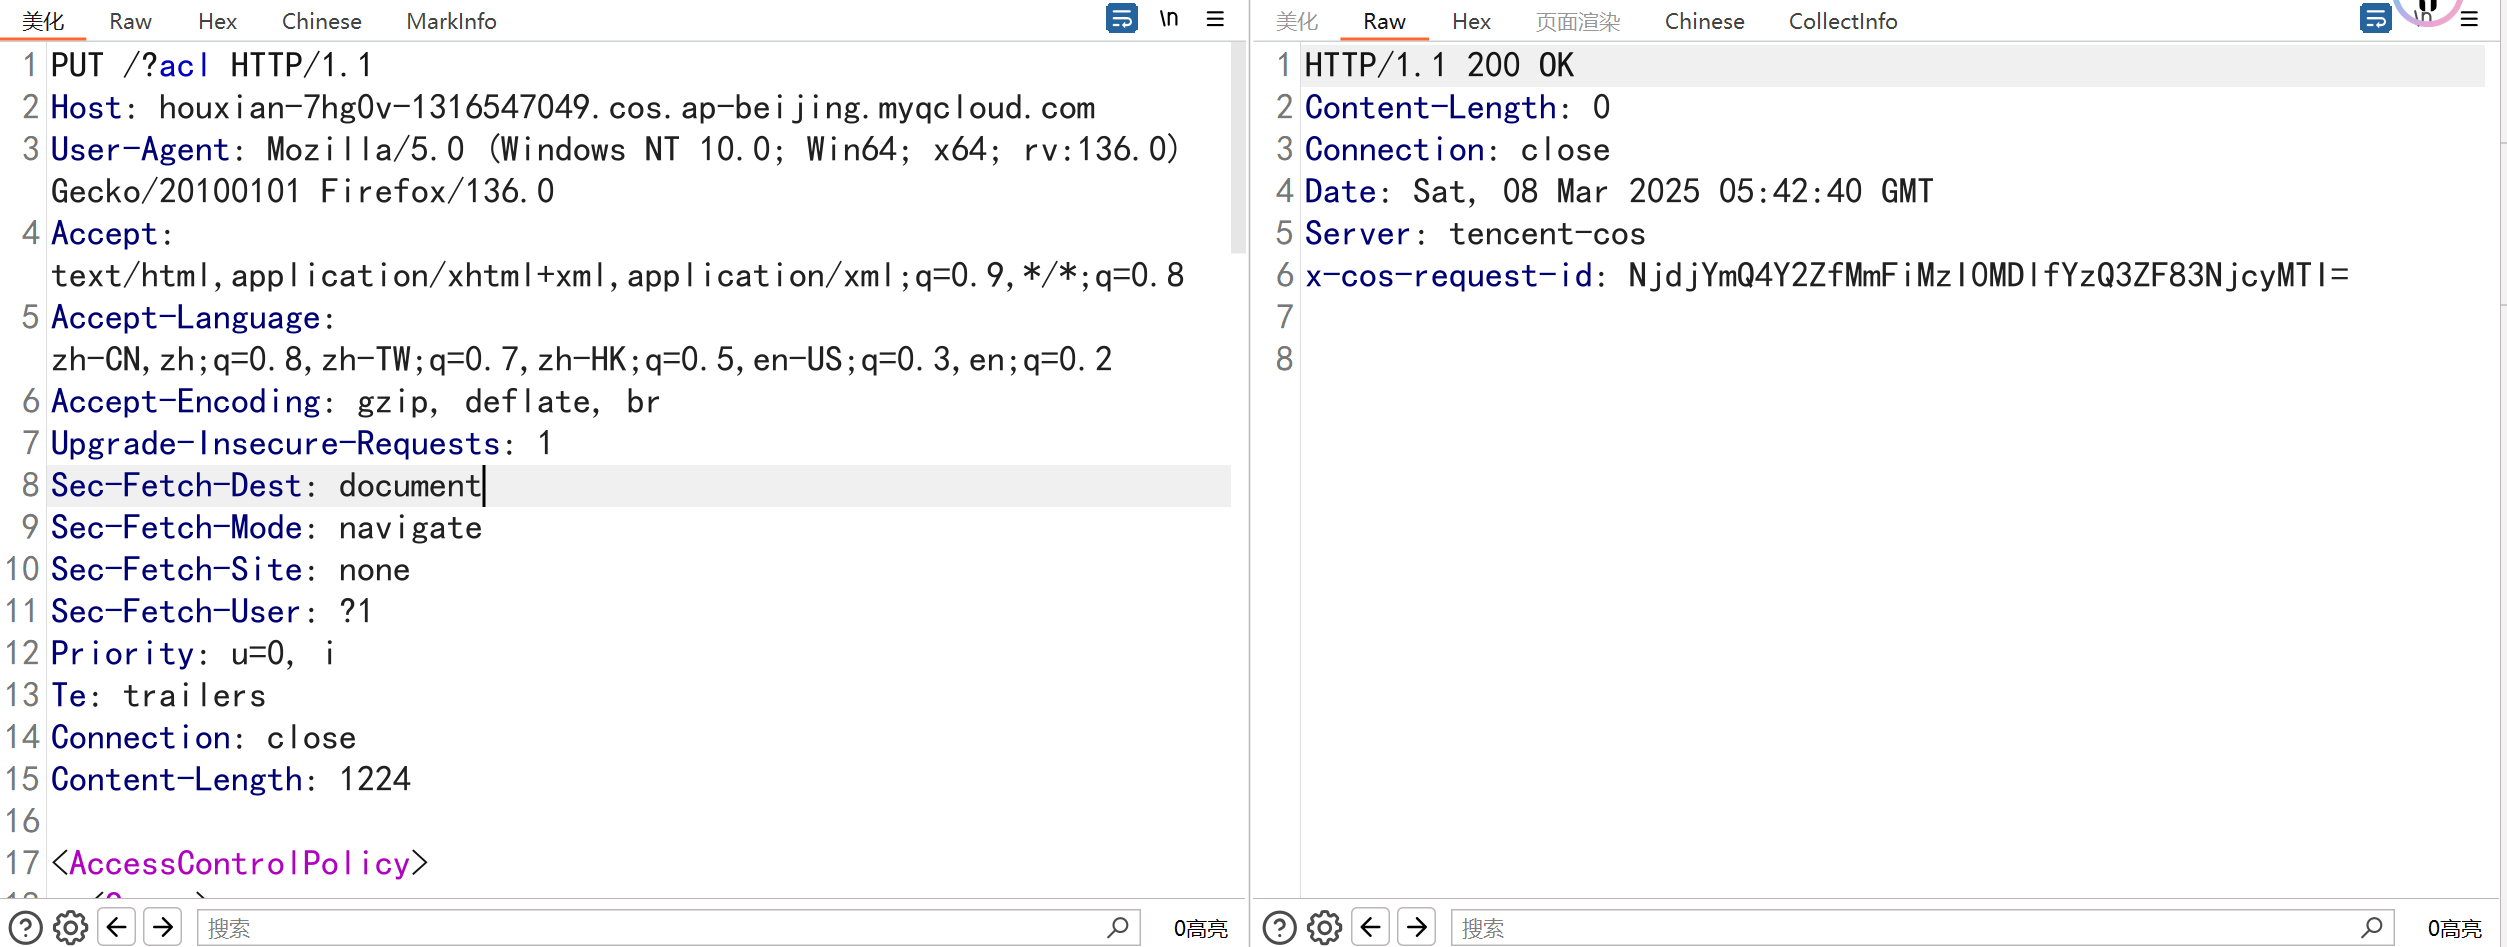 美化 Raw Hex Chinese MarkInfo \n
1 PUT /?acl HTTP/1.1
2 Host: houxian-7hg0v-1316547049.cos.ap-beijing.myqcloud.com
3 User-Agent: Mozilla/5.0 (Windows NT 10.0; Win64; x64; rv:136.0)
Gecko/20100101 Firefox/136.0
4 Accept:
text/html,application/xhtml+xml,application/xml;q=0.9,*/*;q=0.8
5 Accept-Language:
zh-CN,zh;q=0.8,zh-TW;q=0.7,zh-HK;q=0.5,en-US;q=0.3,en;q=0.2
6 Accept-Encoding: gzip, deflate, br
7 Upgrade-Insecure-Requests: 1
8 Sec-Fetch-Dest: document
9 Sec-Fetch-Mode: navigate
10 Sec-Fetch-Site: none
11 Sec-Fetch-User: ?1
12 Priority: u=0, i
13 Te: trailers
14 Connection: close
15 Content-Length: 1224
16
17 <AccessControlPolicy>
搜索 0高亮
美化 Raw Hex 页面渲染 Chinese CollectInfo \n
1 HTTP/1.1 200 OK
2 Content-Length: 0
3 Connection: close
4 Date: Sat, 08 Mar 2025 05:42:40 GMT
5 Server: tencent-cos
6 x-cos-request-id: NjdjYmQ4Y2ZfMmFiMzI0MDlfYzQ3ZF83NjcyMTI=
7
8
搜索 0高亮